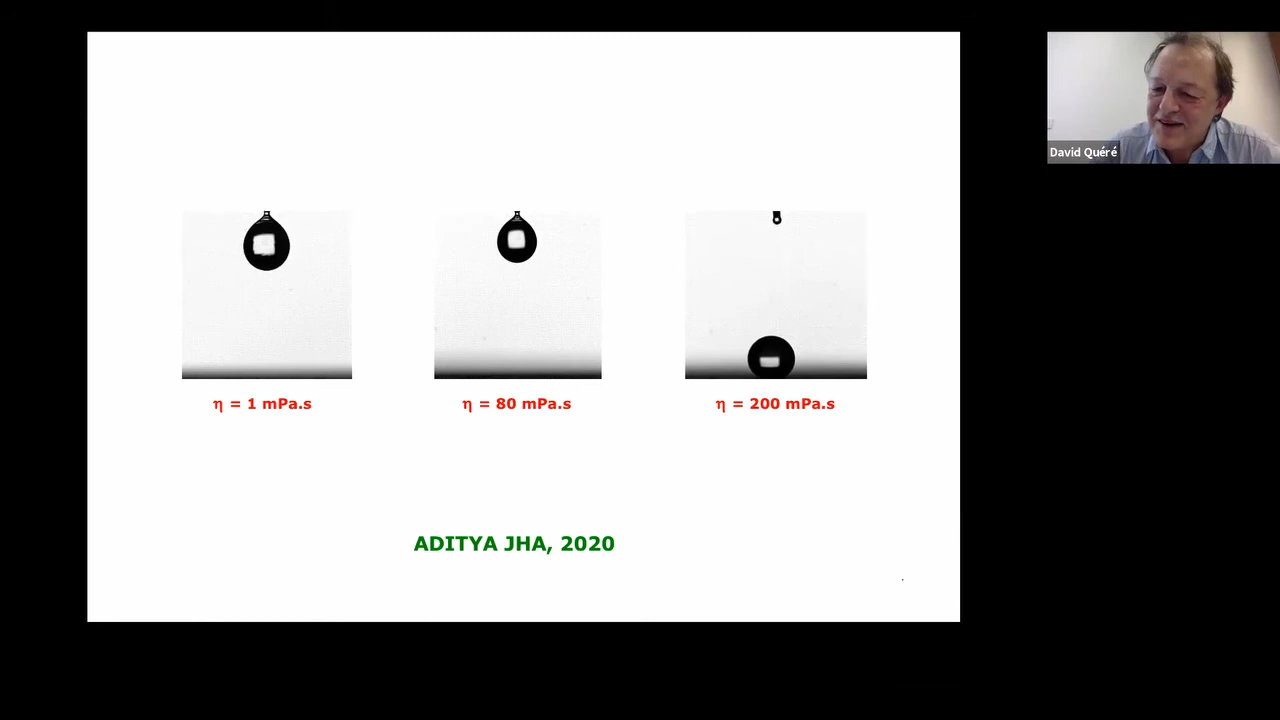 David Quéré
η = 1 mPa.s
η = 80 mPa.s
η = 200 mPa.s
ADITYA JHA, 2020